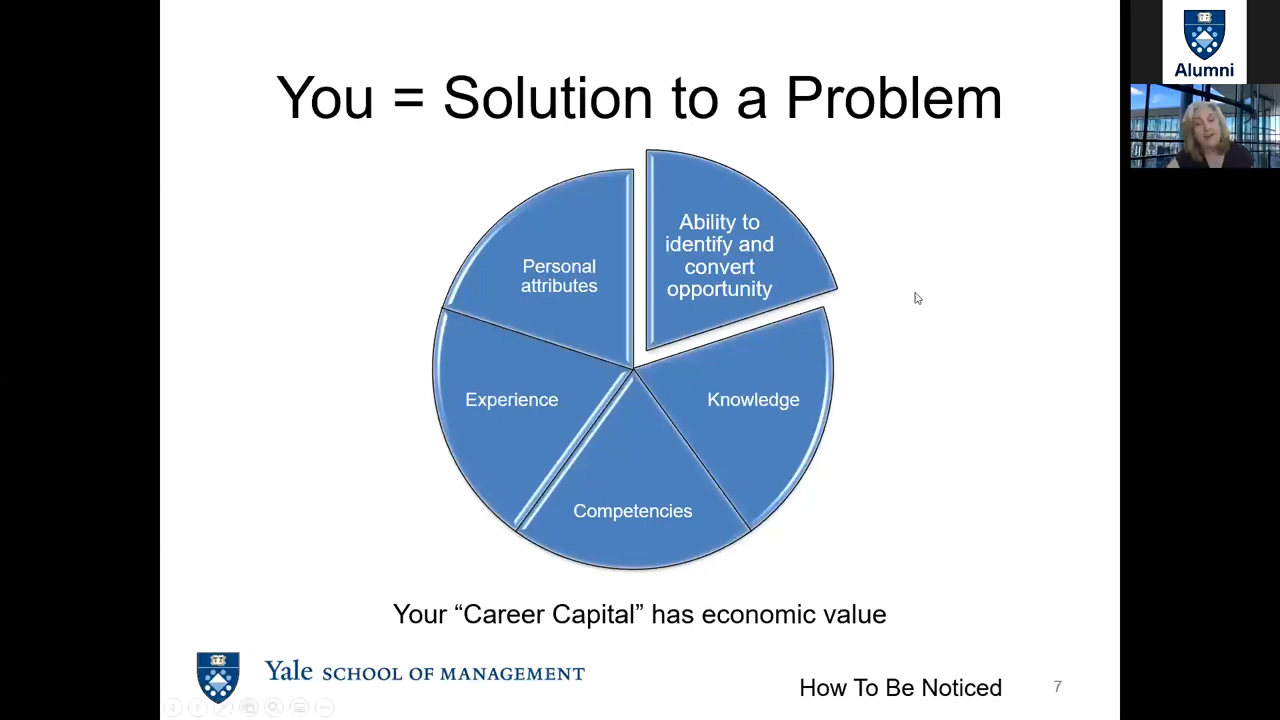 You = Solution to a Problem
Alumni
Ability to
identify and
convert
opportunity
Personal
attributes
Experience
Knowledge
Competencies
Your “Career Capital” has economic value
Yale SCHOOL OF MANAGEMENT
How To Be Noticed
7